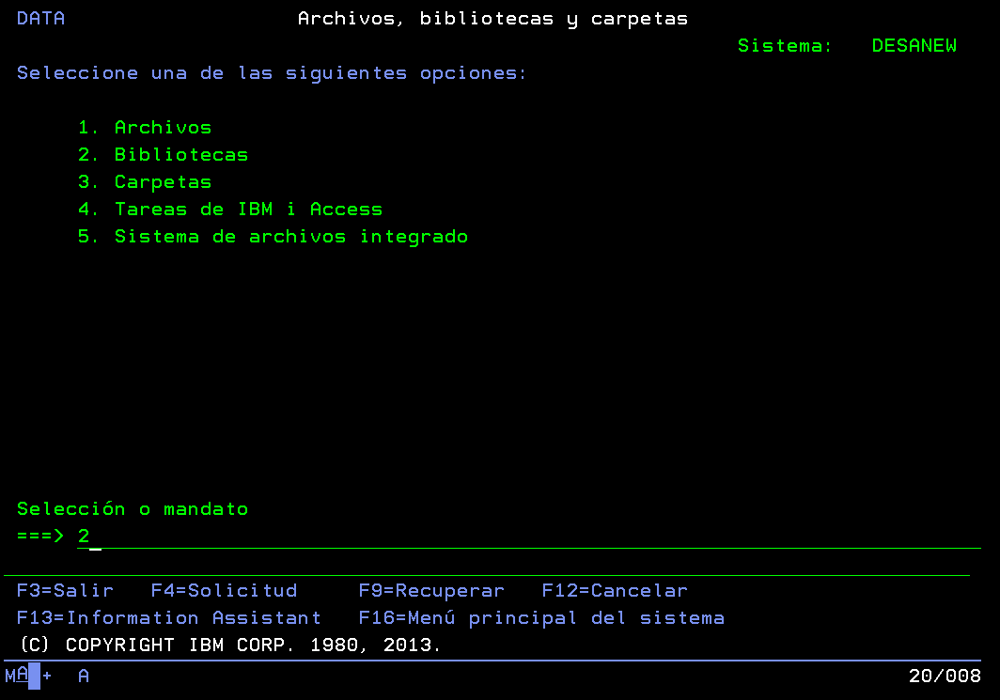 DATA Archivos, bibliotecas y carpetas
Sistema: DESANEW
Seleccione una de las siguientes opciones:
1. Archivos
2. Bibliotecas
3. Carpetas
4. Tareas de IBM i Access
5. Sistema de archivos integrado
Selección o mandato
===> 2
F3=Salir F4=Solicitud F9=Recuperar F12=Cancelar
F13=Information Assistant F16=Menú principal del sistema
(C) COPYRIGHT IBM CORP. 1980, 2013.
MA + A 20/008